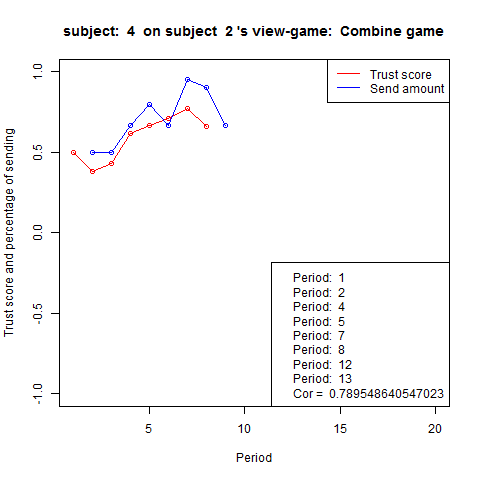 subject:  4  on subject  2 's view-game:  Combine game
Trust score
Send amount
1.0
0.5
0.0
-0.5
-1.0
Trust score and percentage of sending
Period:  1
Period:  2
Period:  4
Period:  5
Period:  7
Period:  8
Period:  12
Period:  13
Cor =  0.789548640547023
5 10 15 20
Period